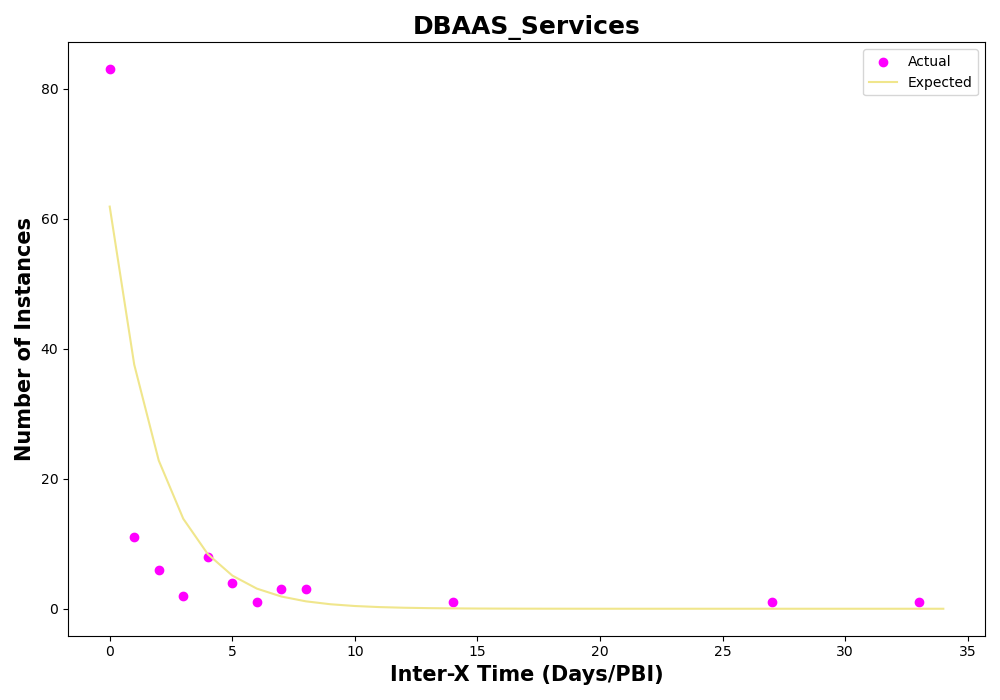 DBAAS_Services
Actual
Expected
Number of Instances
80
60
40
20
0
0 5 10 15 20 25 30 35
Inter-X Time (Days/PBI)